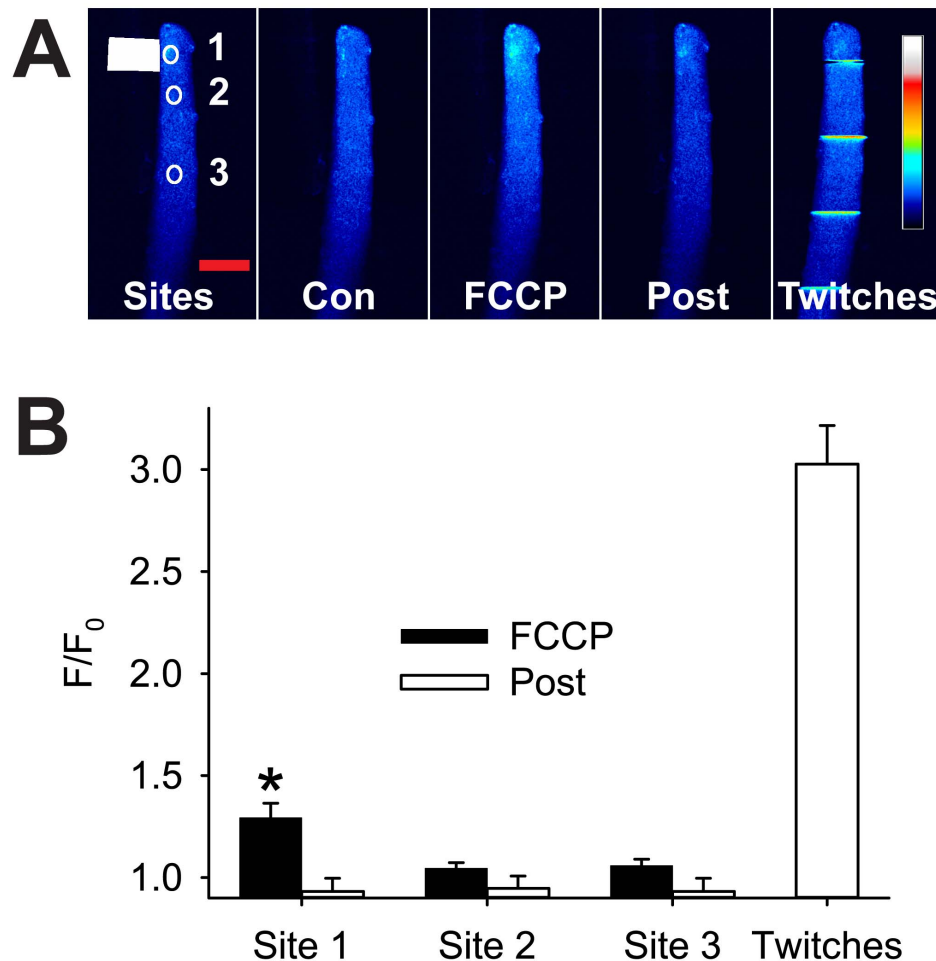 A
1
2
3
Sites
Con
FCCP
Post
Twitches
B
F/F0
3.0
2.5
2.0
1.5
1.0
FCCP
Post
*
Site 1
Site 2
Site 3
Twitches